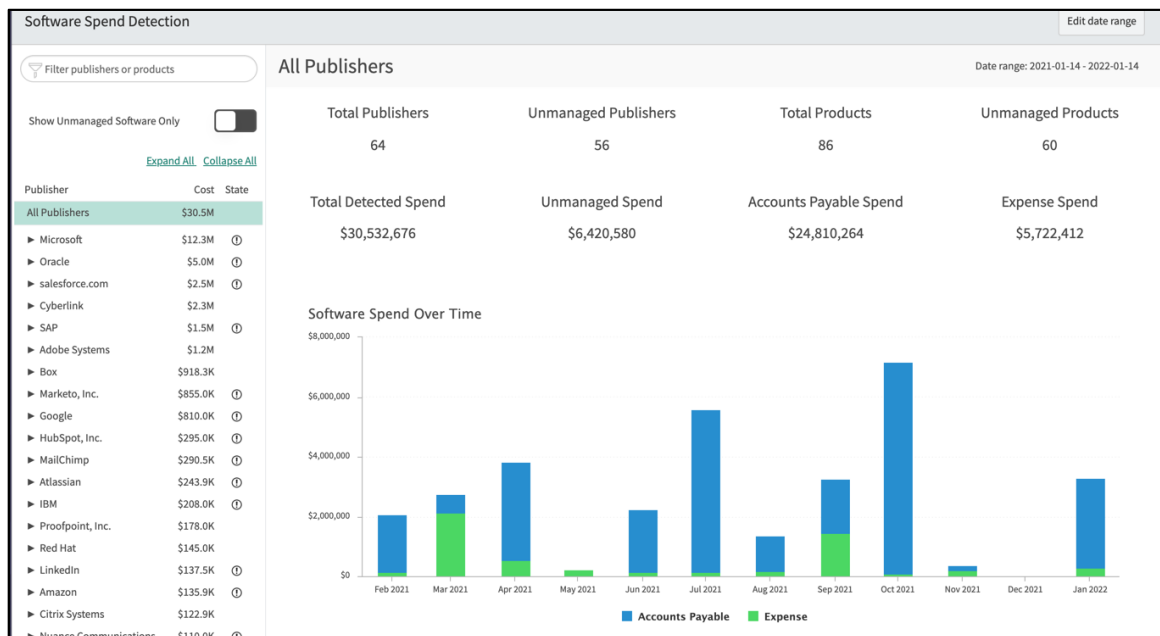 Software Spend Detection
Edit date range
Filter publishers or products
Show Unmanaged Software Only
Expand All Collapse All
Publisher Cost State
All Publishers $30.5M
Microsoft $12.3M
Oracle $5.0M
salesforce.com $2.5M
Cyberlink $2.3M
SAP $1.5M
Adobe Systems $1.2M
Box $918.3K
Marketo, Inc. $855.0K
Google $810.0K
HubSpot, Inc. $295.0K
MailChimp $290.5K
Atlassian $243.9K
IBM $208.0K
Proofpoint, Inc. $178.0K
Red Hat $145.0K
LinkedIn $137.5K
Amazon $135.9K
Citrix Systems $122.9K
Nuance Communications $110.0K
All Publishers
Date range: 2021-01-14 - 2022-01-14
Total Publishers Unmanaged Publishers Total Products Unmanaged Products
64 56 86 60
Total Detected Spend Unmanaged Spend Accounts Payable Spend Expense Spend
$30,532,676 $6,420,580 $24,810,264 $5,722,412
Software Spend Over Time
$8,000,000
$6,000,000
$4,000,000
$2,000,000
$0
Feb 2021 Mar 2021 Apr 2021 May 2021 Jun 2021 Jul 2021 Aug 2021 Sep 2021 Oct 2021 Nov 2021 Dec 2021 Jan 2022
Accounts Payable Expense